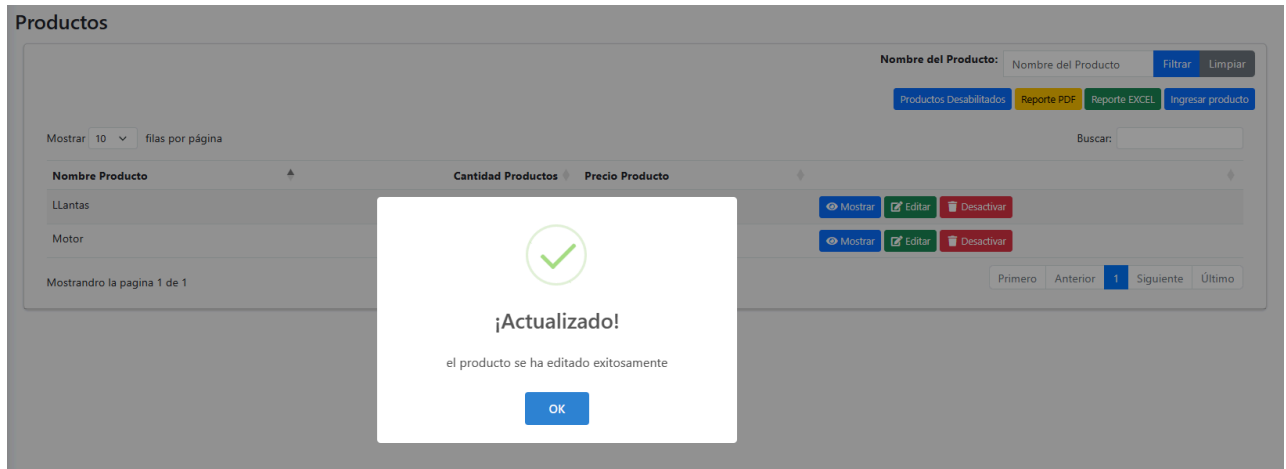 Productos
Nombre del Producto: Nombre del Producto Filtrar Limpiar
Productos Desabilitados Reporte PDF Reporte EXCEL Ingresar producto
Mostrar 10 filas por página Buscar:
Nombre Producto Cantidad Productos Precio Producto
LLantas Mostrar Editar Desactivar
Motor Mostrar Editar Desactivar
Mostrandro la pagina 1 de 1 Primero Anterior 1 Siguiente Último
¡Actualizado!
el producto se ha editado exitosamente
OK